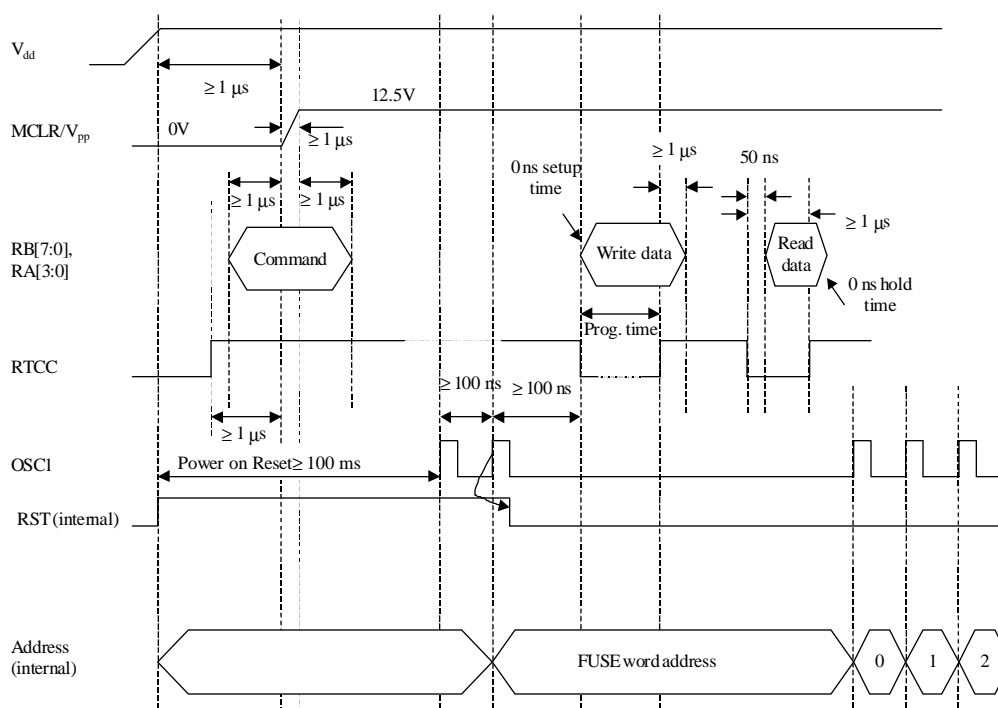 V_dd
≥ 1 μs
12.5V
MCLR/V_pp
0V
≥ 1 μs
≥ 1 μs
50 ns
0 ns setup
time
≥ 1 μs
≥ 1 μs
≥ 1 μs
RB[7:0],
RA[3:0]
Command
Write data
Read
data
0 ns hold
time
Prog. time
RTCC
≥ 100 ns
≥ 100 ns
≥ 1 μs
OSC1
Power on Reset ≥ 100 ms
RST (internal)
Address
(internal)
FUSE word address
0
1
2